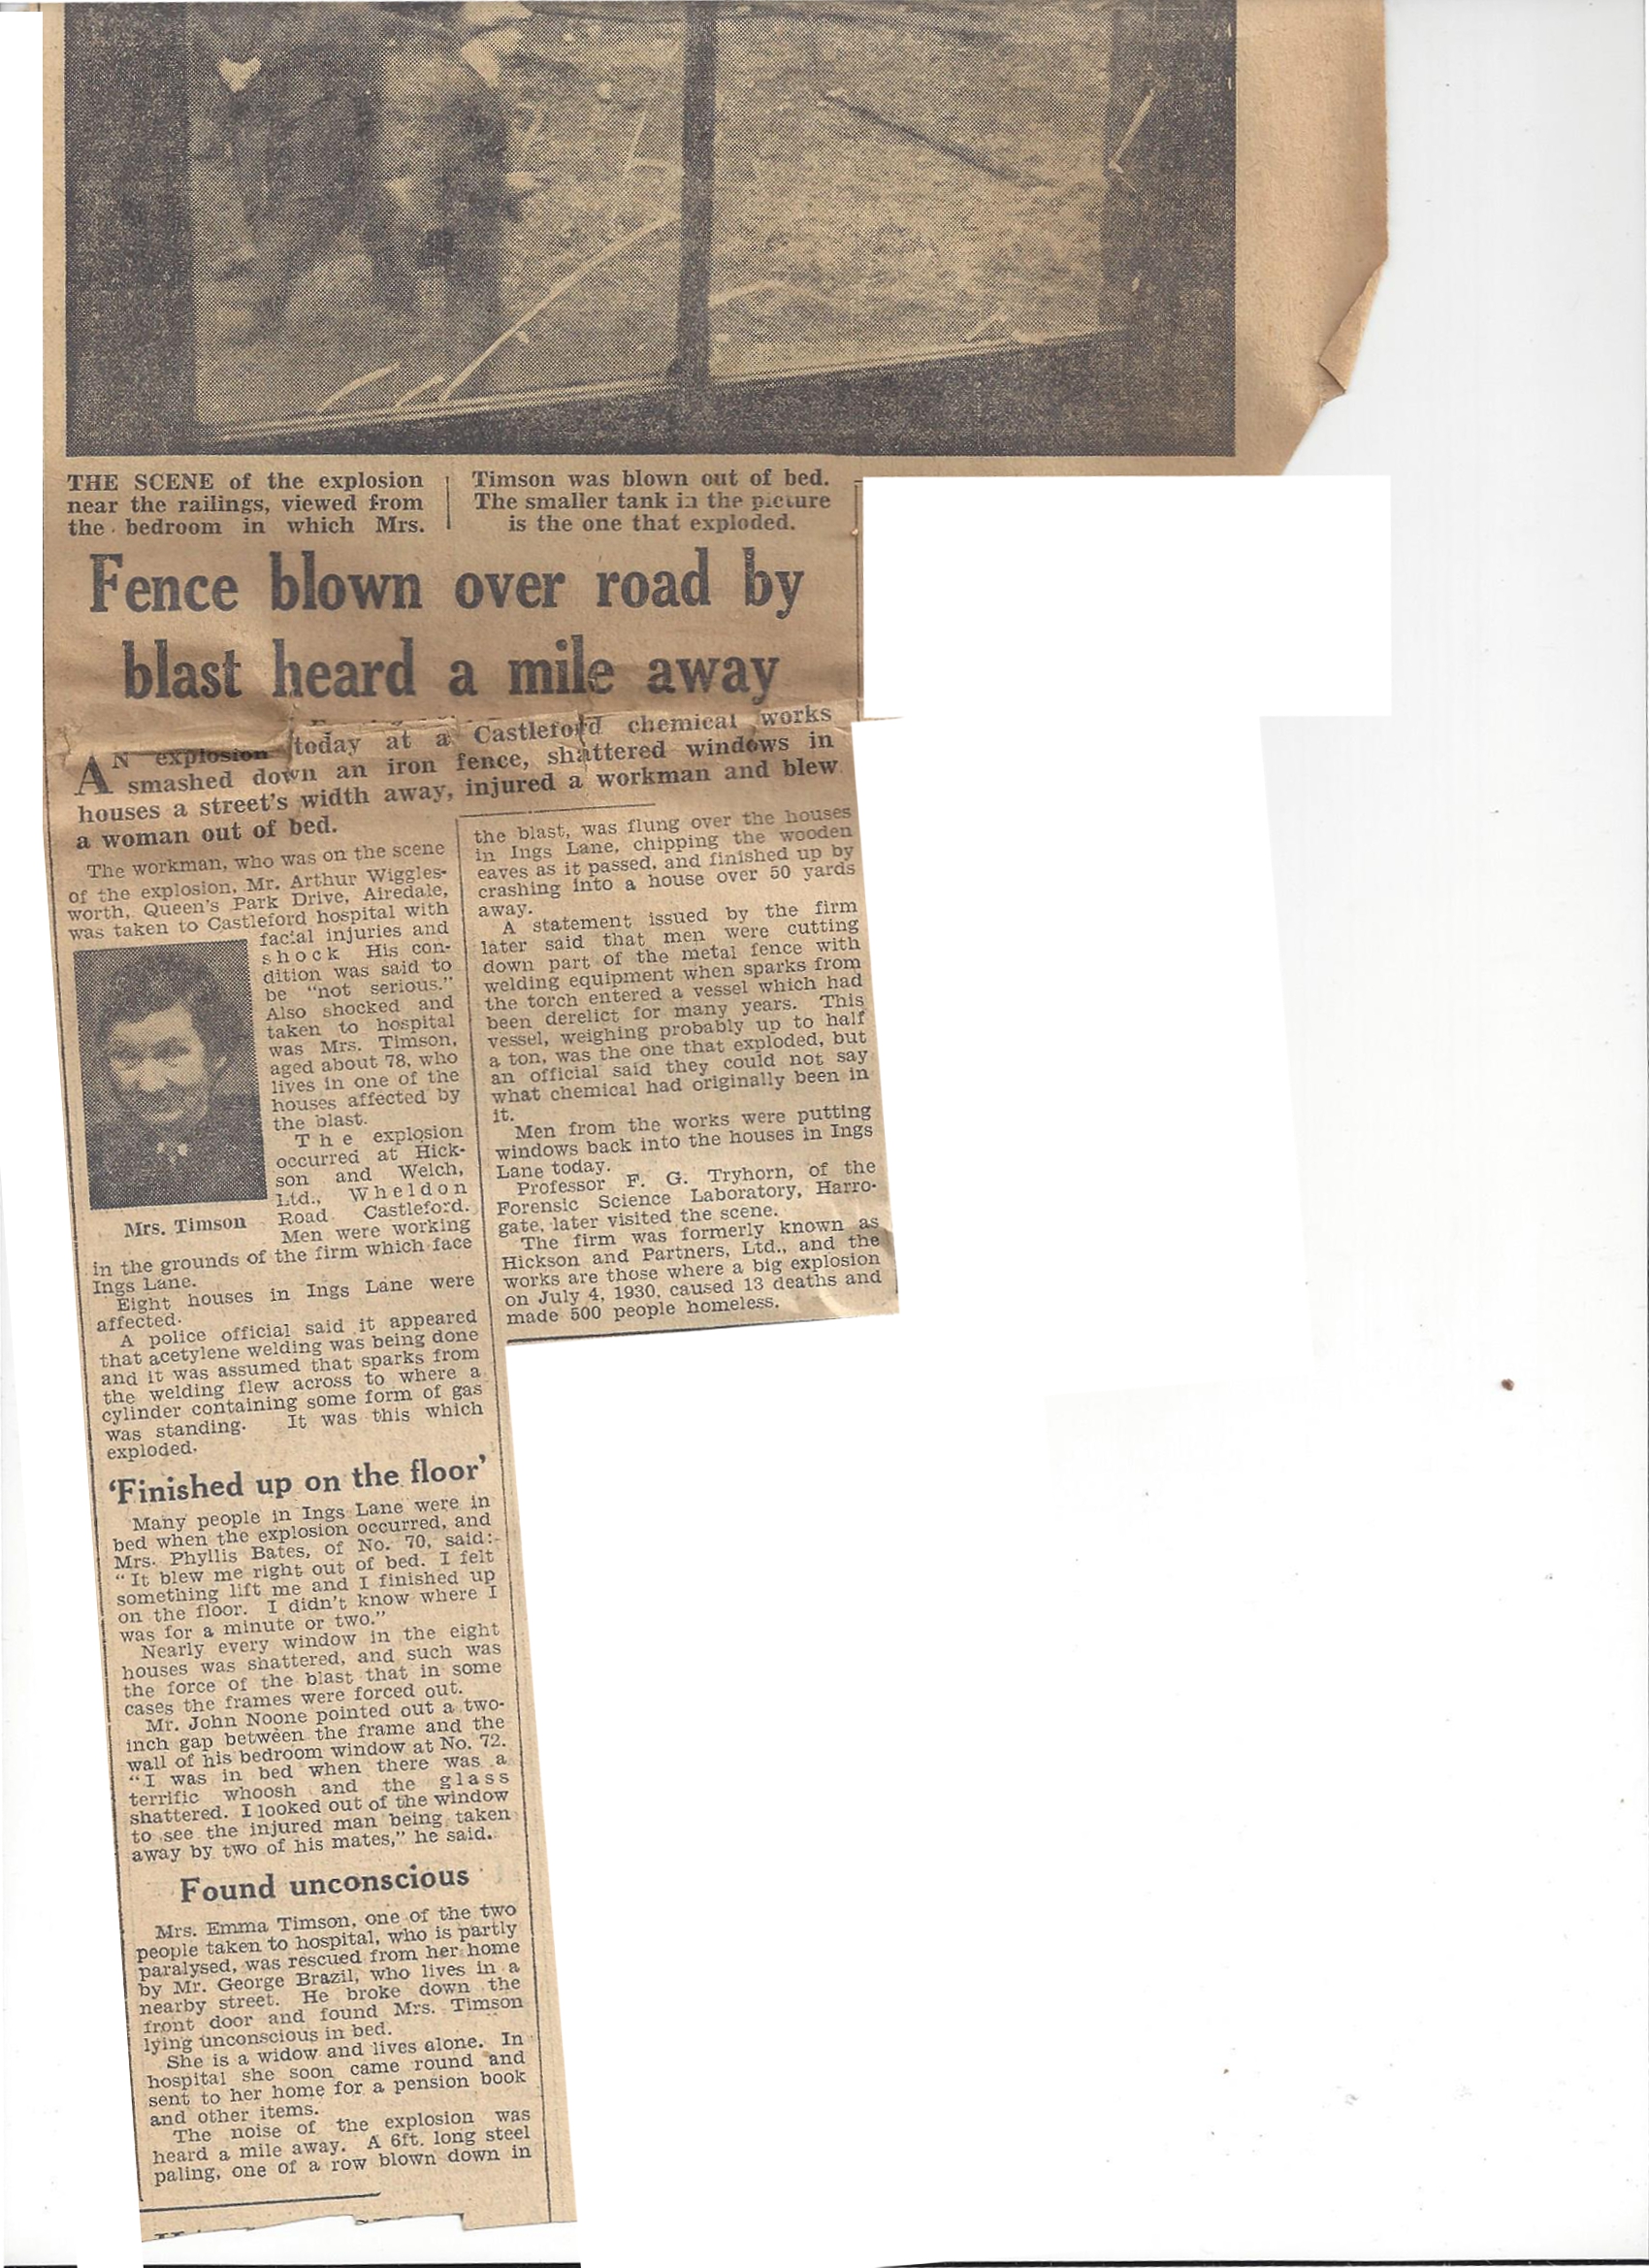 THE SCENE of the explosion
near the railings, viewed from
the bedroom in which Mrs.
Timson was blown out of bed.
The smaller tank in the picture
is the one that exploded.
Fence blown over road by
blast heard a mile away
AN explosion today at a Castleford chemical works
smashed down an iron fence, shattered windows in
houses a street's width away, injured a workman and blew
a woman out of bed.
The workman, who was on the scene
of the explosion, Mr. Arthur Wiggles-
worth, Queen's Park Drive, Airedale,
was taken to Castleford hospital with
facial injuries and
shock His con-
dition was said to
be "not serious."
Also shocked and
taken to hospital
was Mrs. Timson,
aged about 78, who
lives in one of the
houses affected by
the blast.
The explosion
occurred at Hick-
son and Welch,
Ltd., Wheldon
Road Castleford.
Men were working
Mrs. Timson
in the grounds of the firm which face
Ings Lane.
Eight houses in Ings Lane were
affected.
A police official said it appeared
that acetylene welding was being done
and it was assumed that sparks from
the welding flew across to where a
cylinder containing some form of gas
was standing. It was this which
exploded.
'Finished up on the floor'
Many people in Ings Lane were in
bed when the explosion occurred, and
Mrs. Phyllis Bates, of No. 70, said:-
"It blew me right out of bed. I felt
something lift me and I finished up
on the floor. I didn't know where I
was for a minute or two."
Nearly every window in the eight
houses was shattered, and such was
the force of the blast that in some
cases the frames were forced out.
Mr. John Noone pointed out a two-
inch gap between the frame and the
wall of his bedroom window at No. 72.
"I was in bed when there was a
terrific whoosh and the glass
shattered. I looked out of the window
to see the injured man being taken
away by two of his mates," he said.
Found unconscious
Mrs. Emma Timson, one of the two
people taken to hospital, who is partly
paralysed, was rescued from her home
by Mr. George Brazil, who lives in a
nearby street. He broke down the
front door and found Mrs. Timson
lying unconscious in bed.
She is a widow and lives alone. In
hospital she soon came round and
sent to her home for a pension book
and other items.
The noise of the explosion was
heard a mile away. A 6ft. long steel
paling, one of a row blown down in
the blast, was flung over the houses
in Ings Lane, chipping the wooden
eaves as it passed, and finished up by
crashing into a house over 50 yards
away.
A statement issued by the firm
later said that men were cutting
down part of the metal fence with
welding equipment when sparks from
the torch entered a vessel which had
been derelict for many years. This
vessel, weighing probably up to half
a ton, was the one that exploded, but
an official said they could not say
what chemical had originally been in
it.
Men from the works were putting
windows back into the houses in Ings
Lane today.
Professor F. G. Tryhorn, of the
Forensic Science Laboratory, Harro-
gate, later visited the scene.
The firm was formerly known as
Hickson and Partners, Ltd., and the
works are those where a big explosion
on July 4, 1930, caused 13 deaths and
made 500 people homeless.